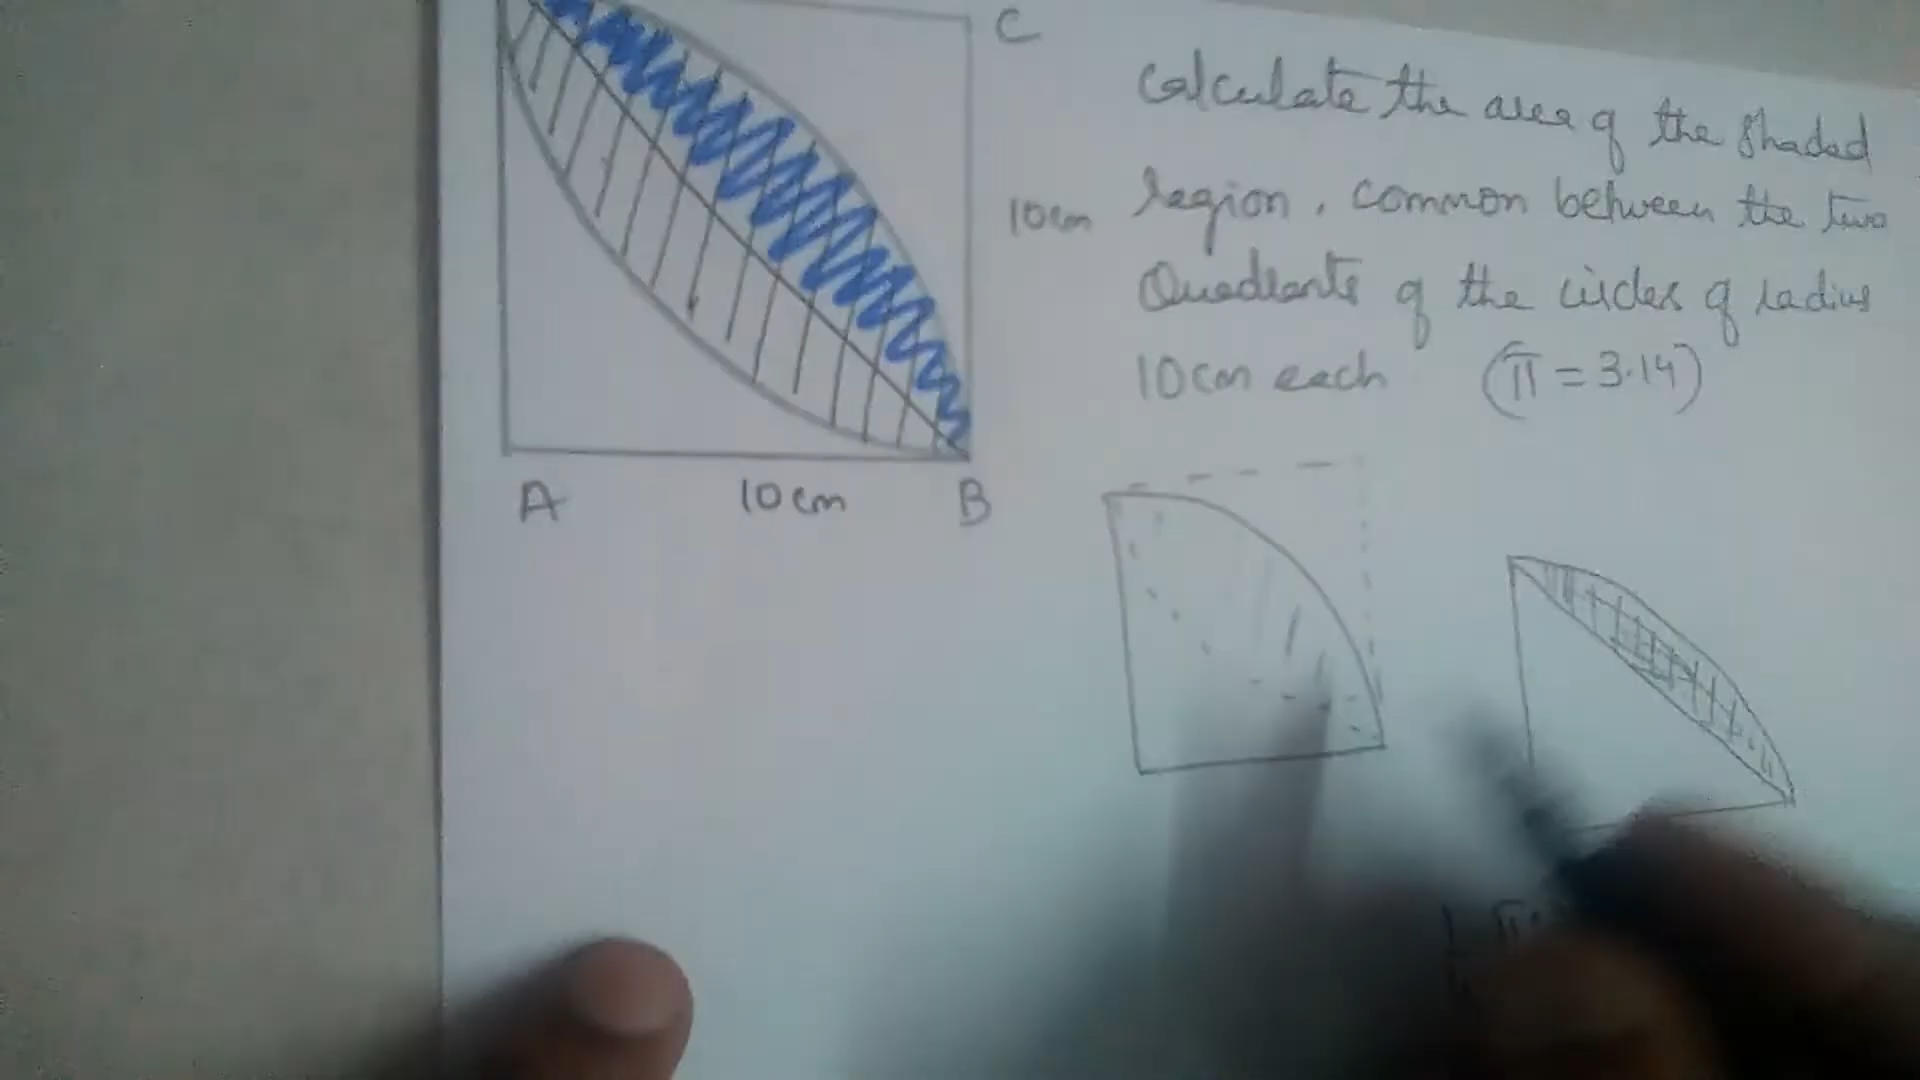 C
Calculate the area of the shaded
10cm
region, common between the two
Quadrants of the circles of radius
10cm each (π = 3.14)
A 10cm B